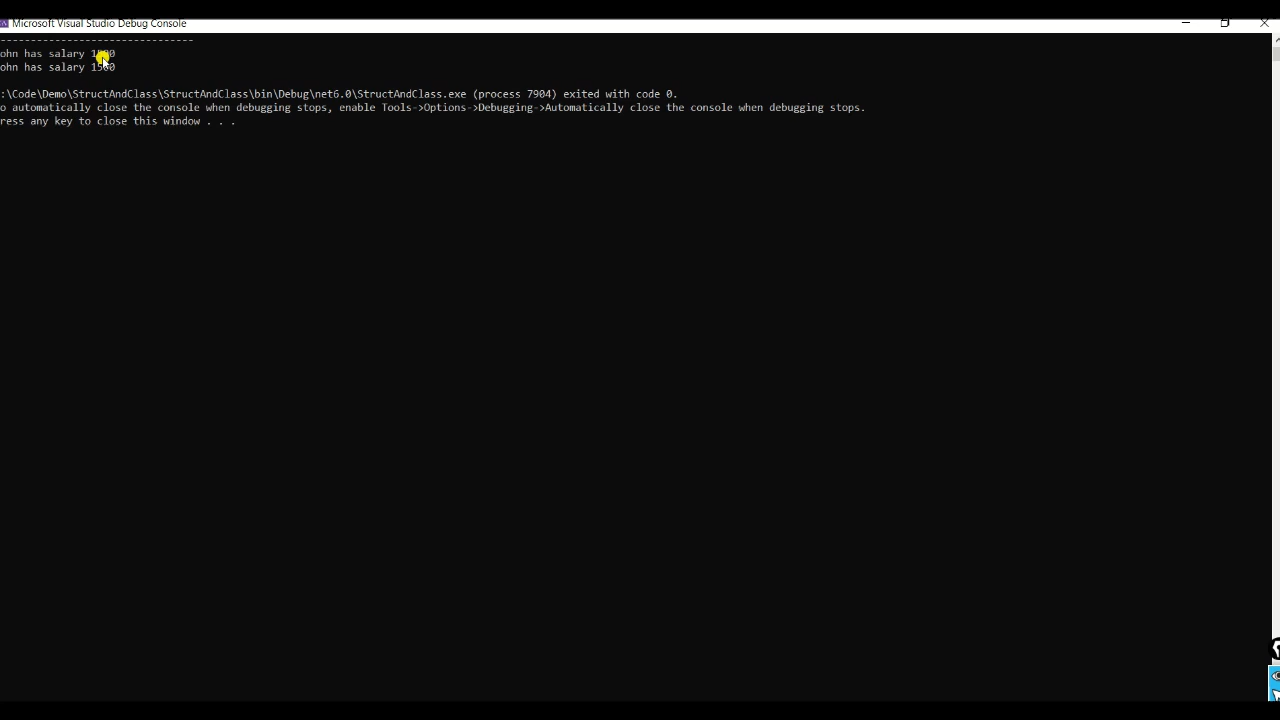 Microsoft Visual Studio Debug Console
--------------------------------
ohn has salary
ohn has salary 1500
:\Code\Demo\StructAndClass\StructAndClass\bin\Debug\net6.0\StructAndClass.exe (process 7904) exited with code 0.
o automatically close the console when debugging stops, enable Tools->Options->Debugging->Automatically close the console when debugging stops.
ress any key to close this window . . .